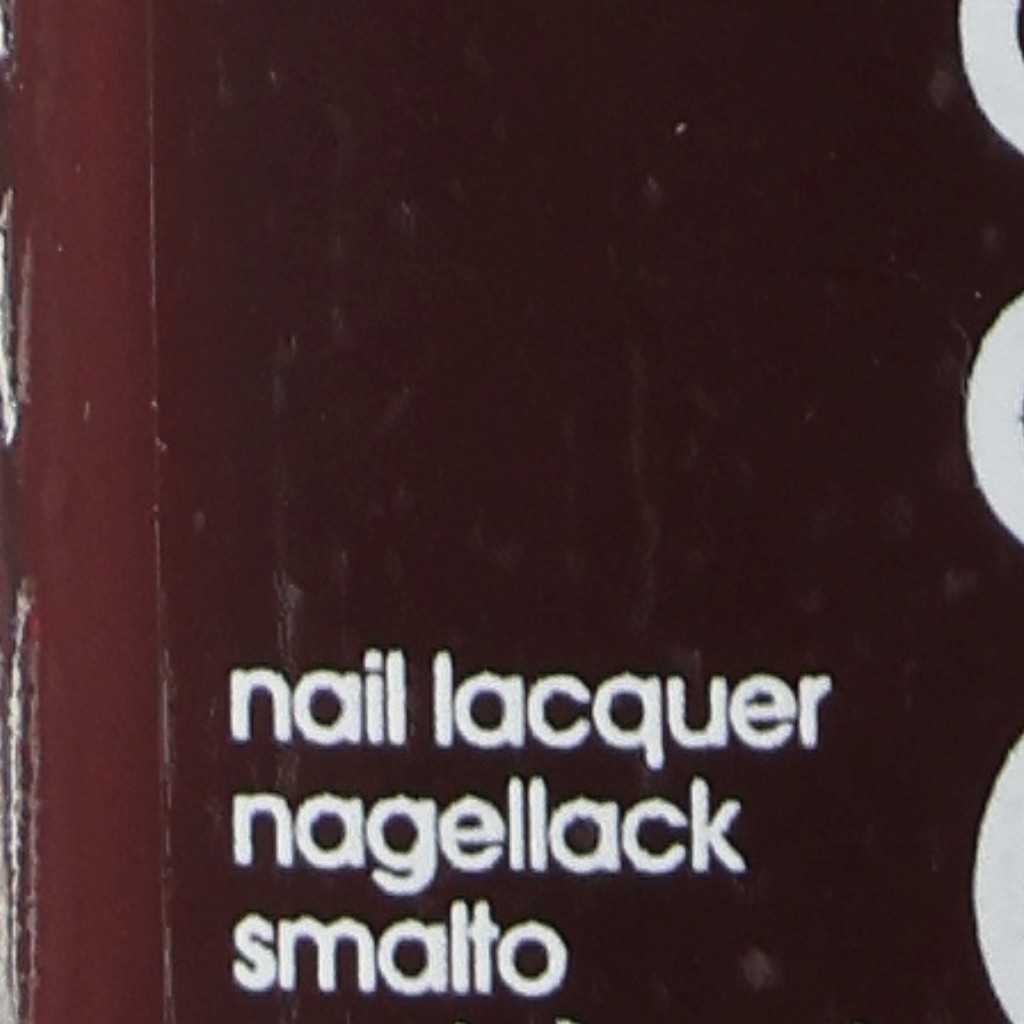 nail lacquer
nagellack
smalto